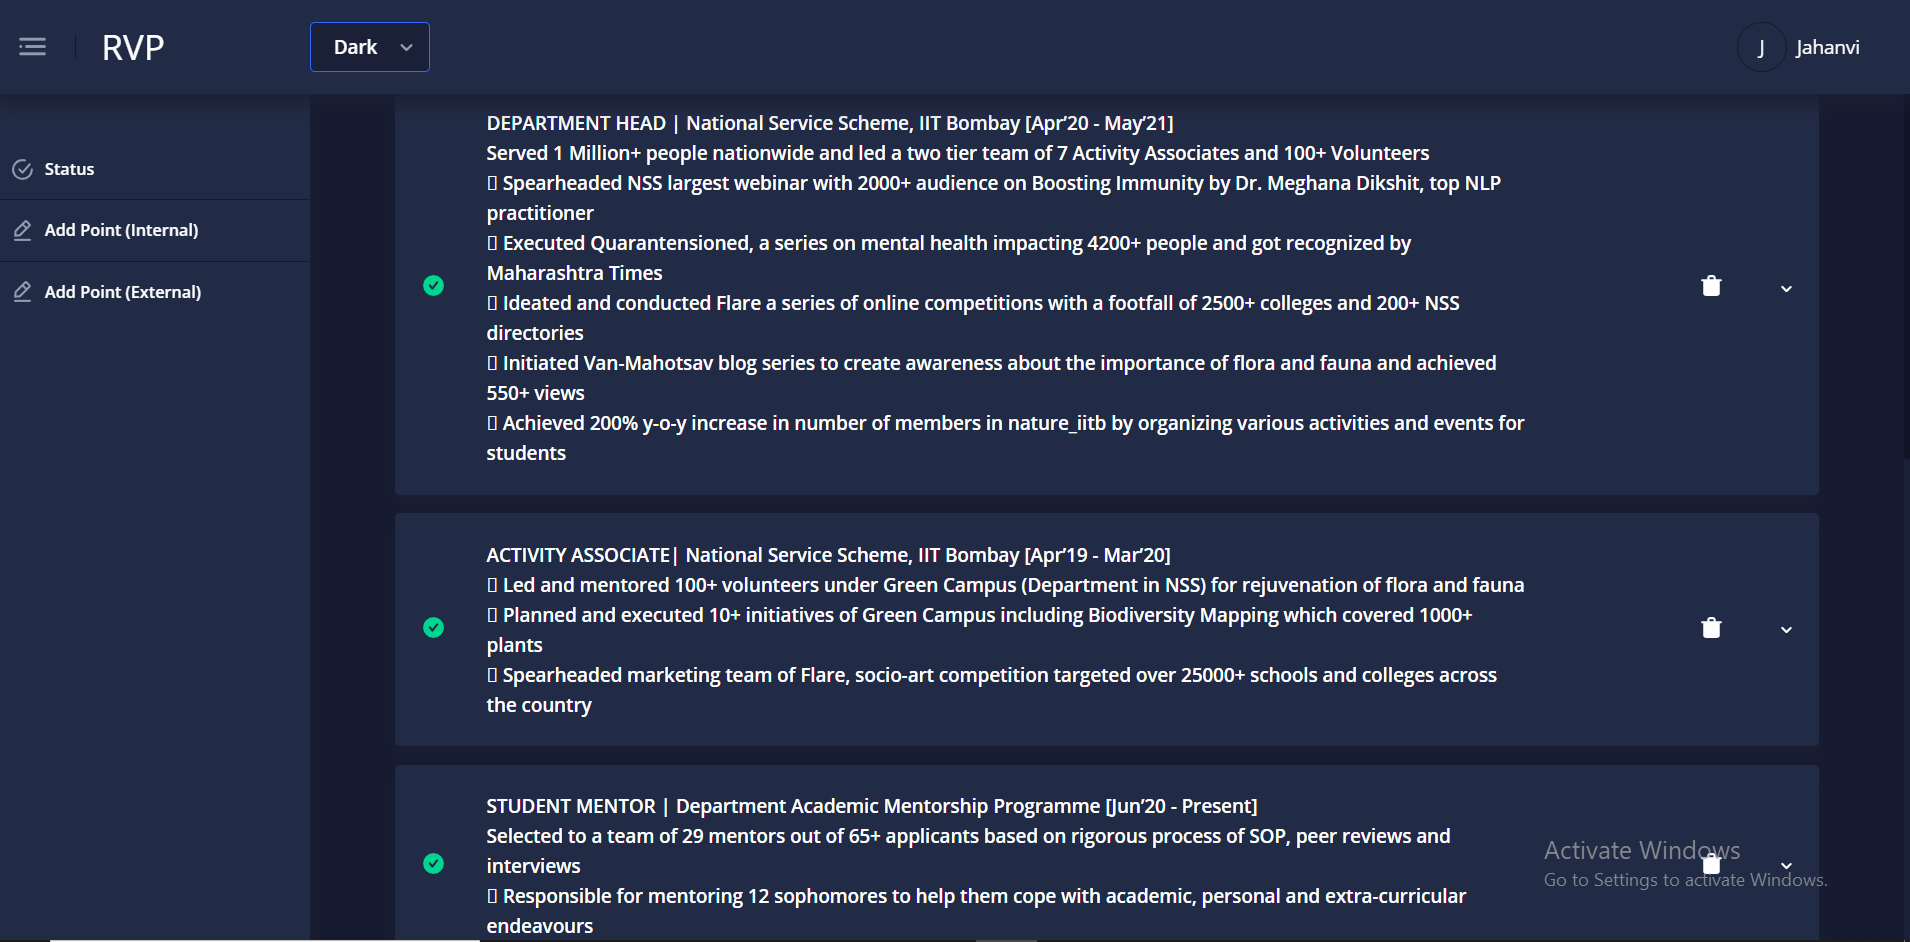 RVP
Dark
J
Jahanvi
Status
Add Point (Internal)
Add Point (External)
DEPARTMENT HEAD | National Service Scheme, IIT Bombay [Apr’20 - May’21]
Served 1 Million+ people nationwide and led a two tier team of 7 Activity Associates and 100+ Volunteers
▯ Spearheaded NSS largest webinar with 2000+ audience on Boosting Immunity by Dr. Meghana Dikshit, top NLP
practitioner
▯ Executed Quarantensioned, a series on mental health impacting 4200+ people and got recognized by
Maharashtra Times
▯ Ideated and conducted Flare a series of online competitions with a footfall of 2500+ colleges and 200+ NSS
directories
▯ Initiated Van-Mahotsav blog series to create awareness about the importance of flora and fauna and achieved
550+ views
▯ Achieved 200% y-o-y increase in number of members in nature_iitb by organizing various activities and events for
students
ACTIVITY ASSOCIATE| National Service Scheme, IIT Bombay [Apr’19 - Mar’20]
▯ Led and mentored 100+ volunteers under Green Campus (Department in NSS) for rejuvenation of flora and fauna
▯ Planned and executed 10+ initiatives of Green Campus including Biodiversity Mapping which covered 1000+
plants
▯ Spearheaded marketing team of Flare, socio-art competition targeted over 25000+ schools and colleges across
the country
STUDENT MENTOR | Department Academic Mentorship Programme [Jun’20 - Present]
Selected to a team of 29 mentors out of 65+ applicants based on rigorous process of SOP, peer reviews and
interviews
▯ Responsible for mentoring 12 sophomores to help them cope with academic, personal and extra-curricular
endeavours
Activate Windows
Go to Settings to activate Windows.